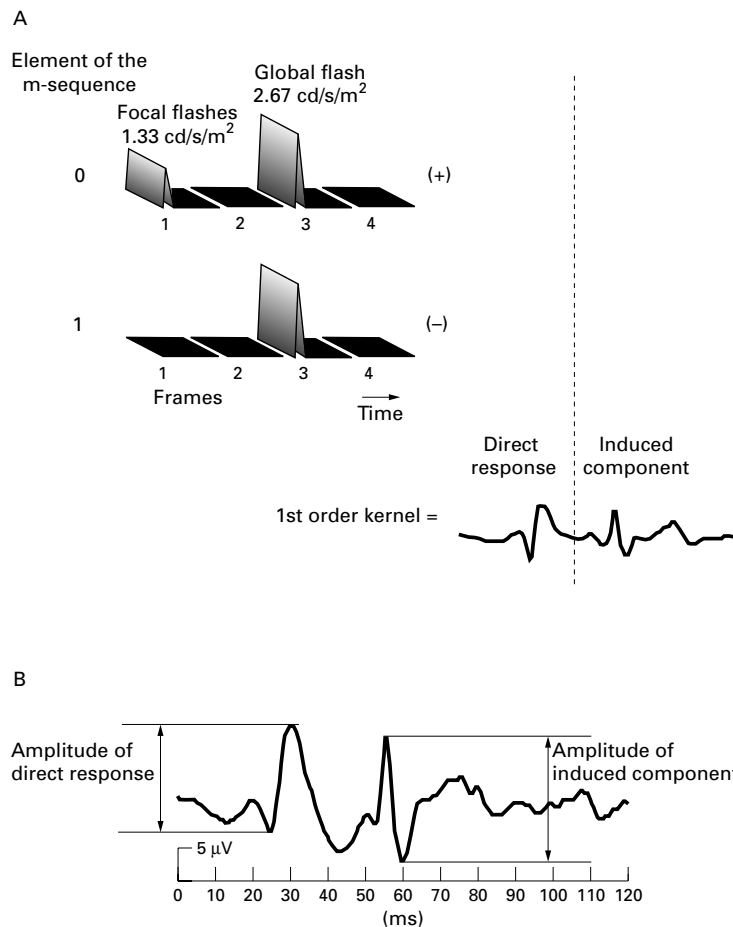 A
Element of the
m-sequence
Focal flashes
1.33 cd/s/m²
Global flash
2.67 cd/s/m²
0
(+)
1 2 3 4
1
(–)
1 2 3 4
Frames
Time
Direct
response
Induced
component
1st order kernel =
B
Amplitude of
direct response
Amplitude of
induced component
5 μV
0 10 20 30 40 50 60 70 80 90 100 110 120
(ms)